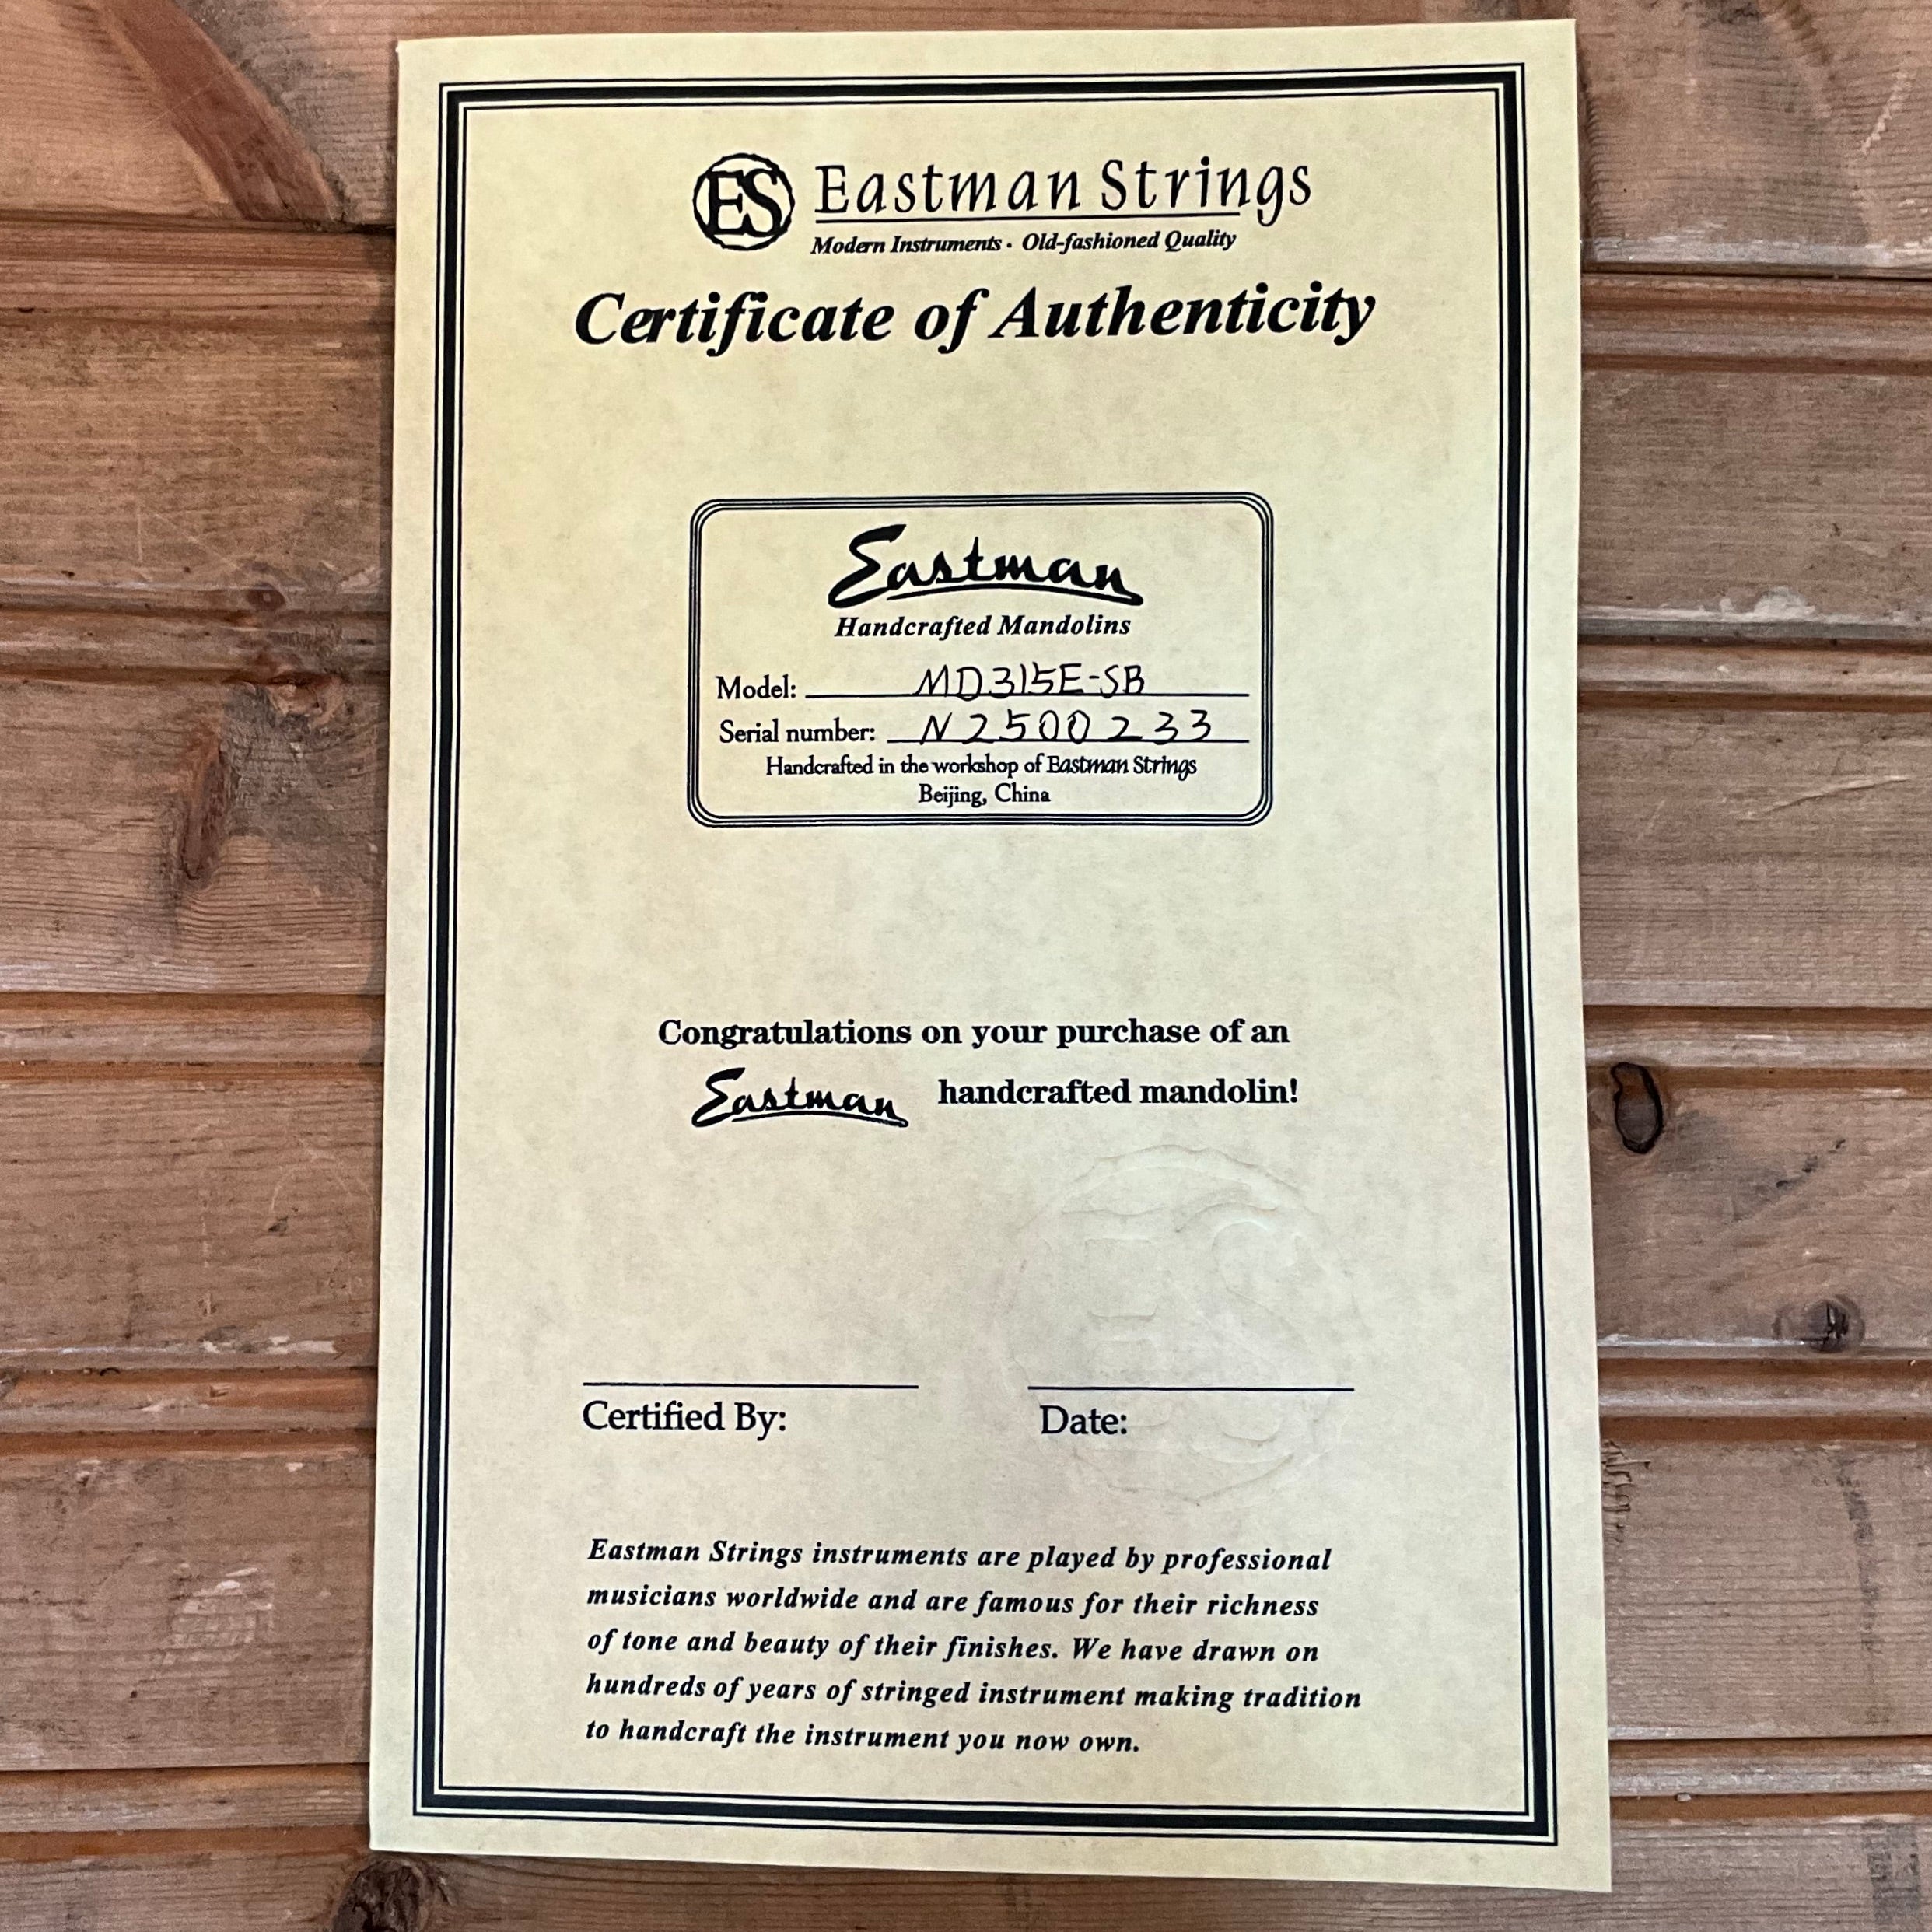 ES Eastman Strings
Modern Instruments · Old-fashioned Quality
Certificate of Authenticity
Eastman
Handcrafted Mandolins
Model: MD315E-SB
Serial number: N2500233
Handcrafted in the workshop of Eastman Strings
Beijing, China
Congratulations on your purchase of an
Eastman handcrafted mandolin!
ES
Certified By: Date:
Eastman Strings instruments are played by professional
musicians worldwide and are famous for their richness
of tone and beauty of their finishes. We have drawn on
hundreds of years of stringed instrument making tradition
to handcraft the instrument you now own.